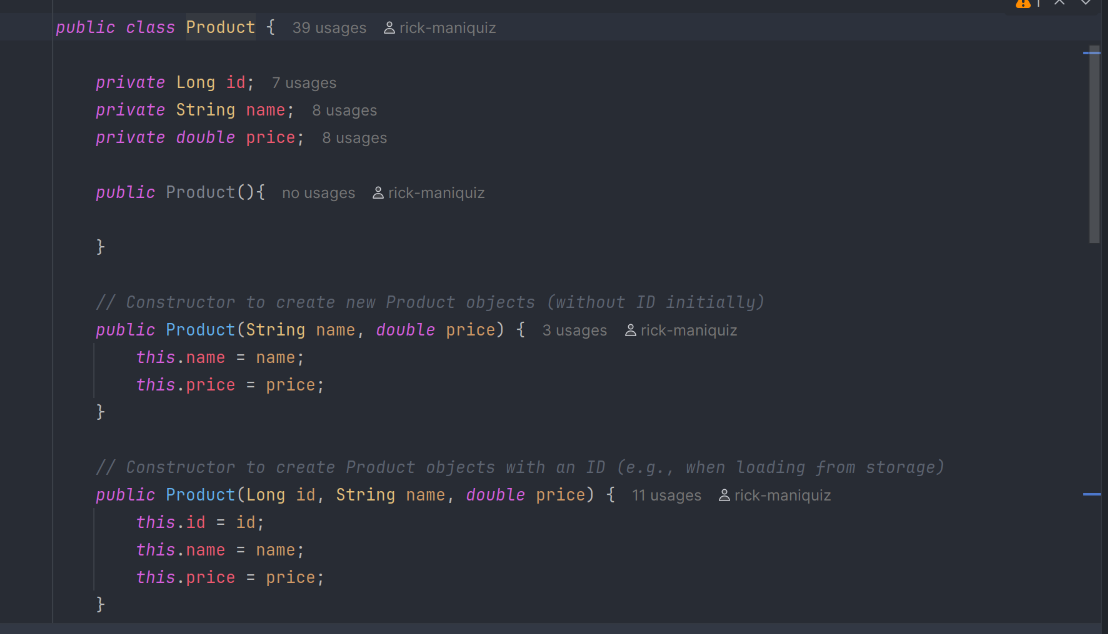 public class Product {  39 usages  rick-maniquiz
private Long id;  7 usages
private String name;  8 usages
private double price;  8 usages
public Product(){  no usages  rick-maniquiz
}
// Constructor to create new Product objects (without ID initially)
public Product(String name, double price) {  3 usages  rick-maniquiz
this.name = name;
this.price = price;
}
// Constructor to create Product objects with an ID (e.g., when loading from storage)
public Product(Long id, String name, double price) {  11 usages  rick-maniquiz
this.id = id;
this.name = name;
this.price = price;
}